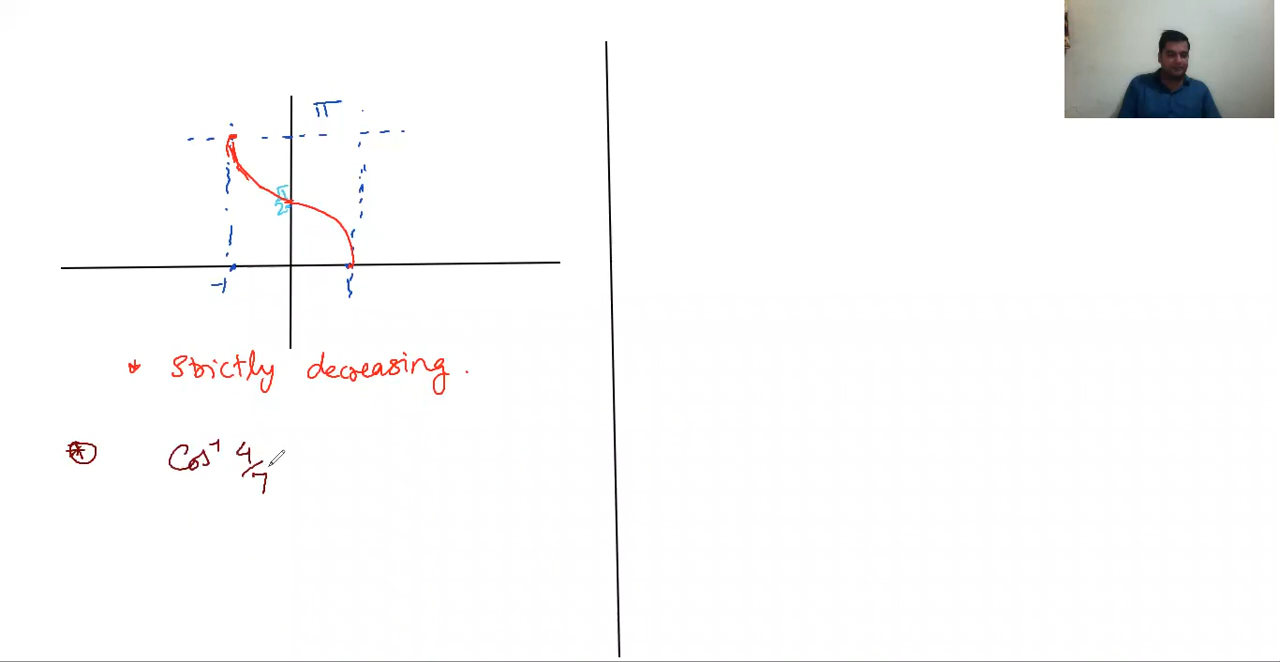 π
π/2
-1 1
* Strictly decreasing.
* Cos⁻¹ 4/7